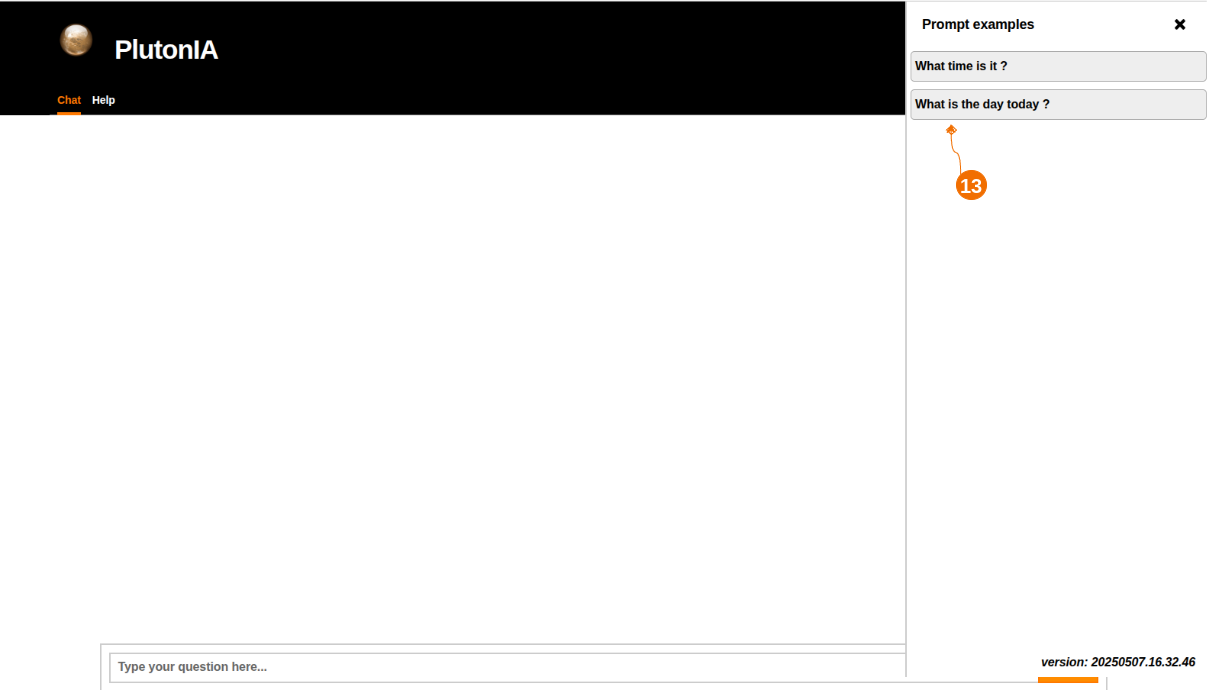 PlutonIA
Chat Help
Prompt examples
What time is it ?
What is the day today ?
13
Type your question here...
version: 20250507.16.32.46